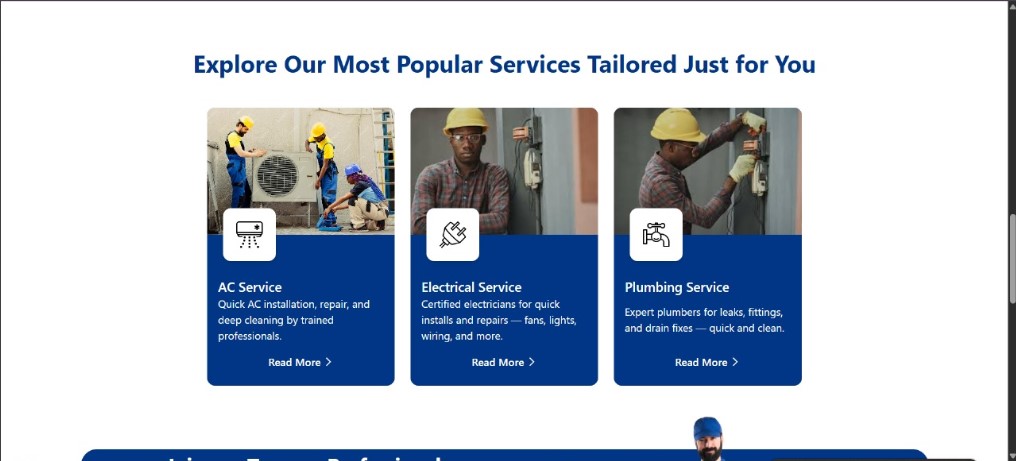 Explore Our Most Popular Services Tailored Just for You
AC Service
Quick AC installation, repair, and
deep cleaning by trained
professionals.
Read More
Electrical Service
Certified electricians for quick
installs and repairs — fans, lights,
wiring, and more.
Read More
Plumbing Service
Expert plumbers for leaks, fittings,
and drain fixes — quick and clean.
Read More